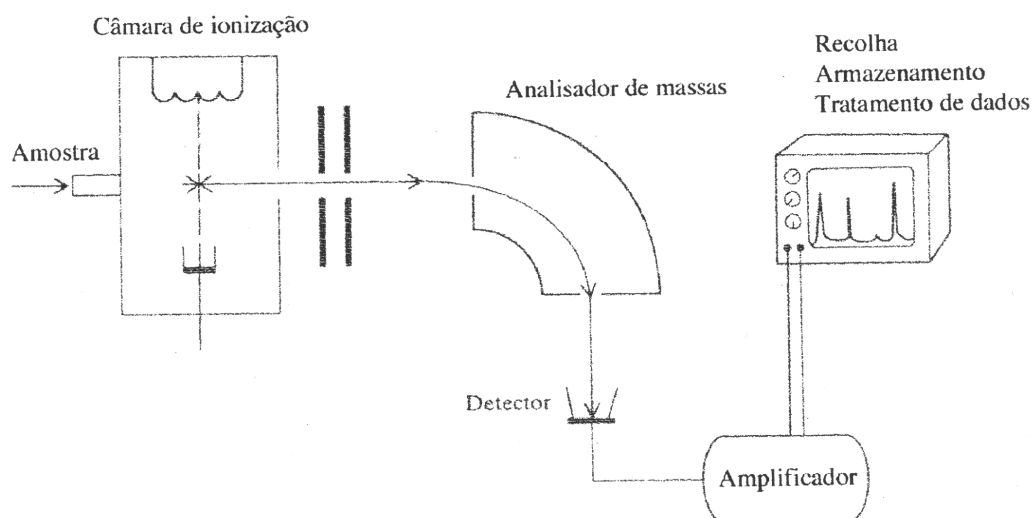 Câmara de ionização
Recolha
Armazenamento
Tratamento de dados
Analisador de massas
Amostra
Detector
Amplificador